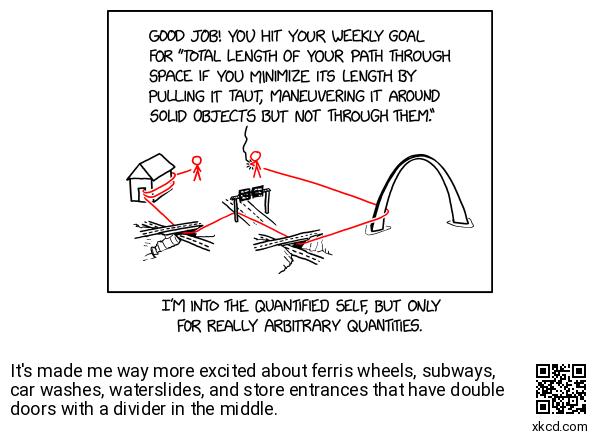 GOOD JOB! YOU HIT YOUR WEEKLY GOAL
FOR "TOTAL LENGTH OF YOUR PATH THROUGH
SPACE IF YOU MINIMIZE ITS LENGTH BY
PULLING IT TAUT, MANEUVERING IT AROUND
SOLID OBJECTS BUT NOT THROUGH THEM."
I'M INTO THE QUANTIFIED SELF, BUT ONLY
FOR REALLY ARBITRARY QUANTITIES.
It's made me way more excited about ferris wheels, subways,
car washes, waterslides, and store entrances that have double
doors with a divider in the middle.
xkcd.com